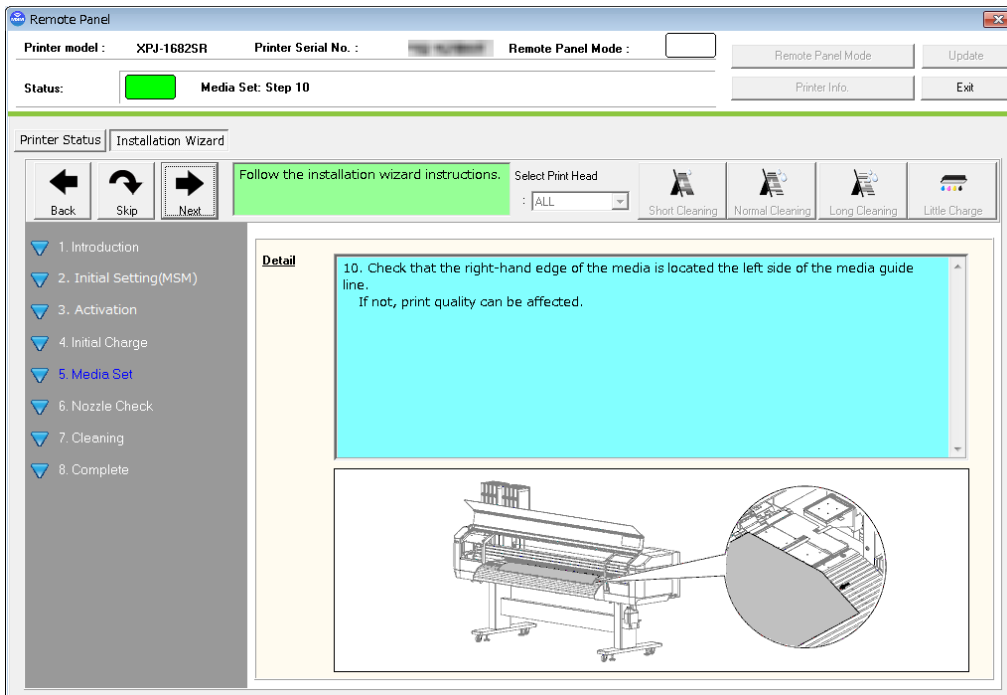 Remote Panel
Printer model : XPJ-1682SR Printer Serial No. : Remote Panel Mode :
Remote Panel Mode Update
Status: Media Set: Step 10
Printer Info. Exit
Printer Status Installation Wizard
Back Skip Next
Follow the installation wizard instructions.
Select Print Head
: ALL
Short Cleaning Normal Cleaning Long Cleaning Little Charge
1. Introduction
2. Initial Setting(MSM)
3. Activation
4. Initial Charge
5. Media Set
6. Nozzle Check
7. Cleaning
8. Complete
Detail
10. Check that the right-hand edge of the media is located the left side of the media guide
line.
If not, print quality can be affected.